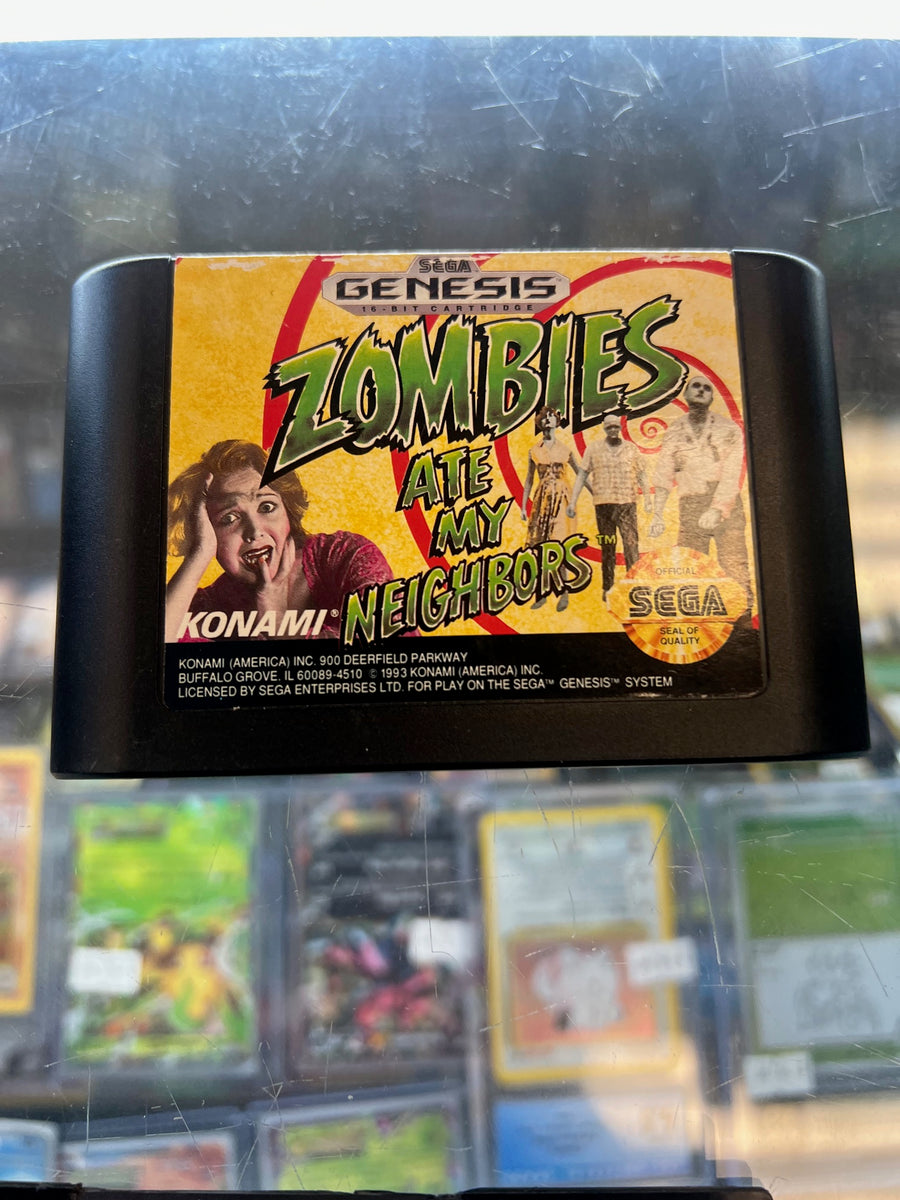 SEGA
GENESIS
16-BIT CARTRIDGE
ZOMBIES
ATE
MY
NEIGHBORS™
KONAMI®
OFFICIAL
SEGA
SEAL OF
QUALITY
KONAMI (AMERICA) INC. 900 DEERFIELD PARKWAY
BUFFALO GROVE. IL 60089-4510 © 1993 KONAMI (AMERICA) INC.
LICENSED BY SEGA ENTERPRISES LTD. FOR PLAY ON THE SEGA™ GENESIS™ SYSTEM